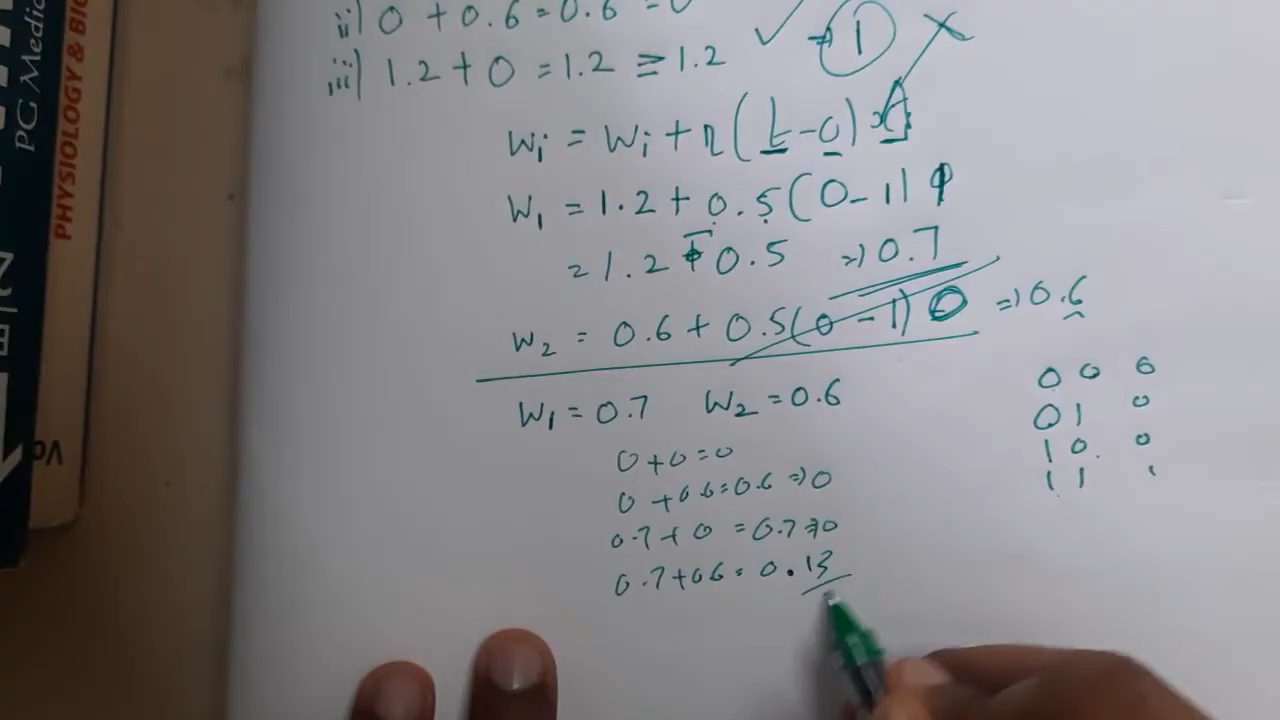 ii) 0 + 0.6 = 0.6 = 0
iii) 1.2 + 0 = 1.2 ≥ 1.2 ✓ → 1 ✗
Wi = Wi + η (t - o) xi
W1 = 1.2 + 0.5 (0 - 1) 1
= 1.2 - 0.5 => 0.7
W2 = 0.6 + 0.5 (0 - 1) 0 => 0.6
W1 = 0.7 W2 = 0.6
0 + 0 = 0
0 + 0.6 = 0.6 => 0
0.7 + 0 = 0.7 => 0
0.7 + 0.6 = 0.13
0 0 0
0 1 0
1 0. 0
1 1 1
PG Medic
PHYSIOLOGY & BIO
Vo